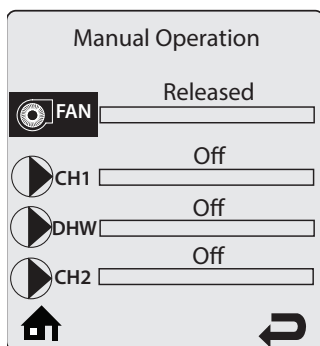 Manual Operation
Released
FAN
Off
CH1
Off
DHW
Off
CH2